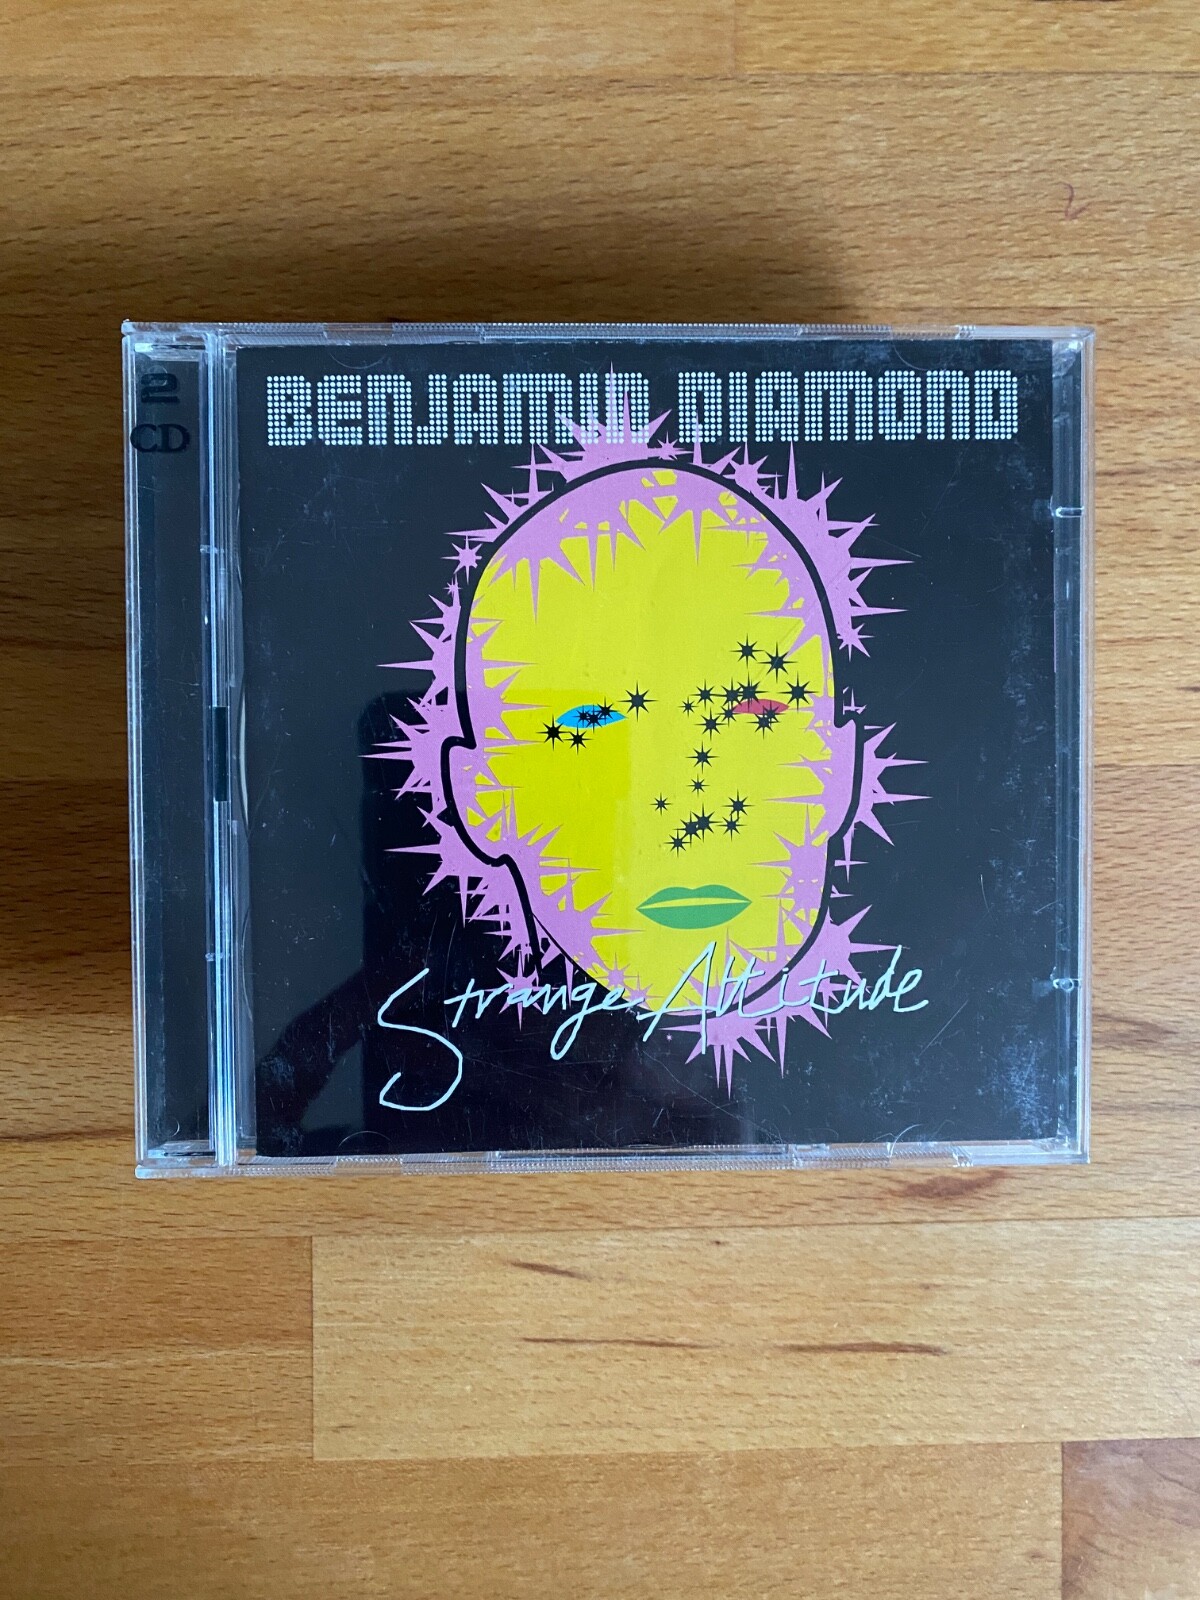 BENJAMIN DIAMOND
2
CD
Strange Attitude